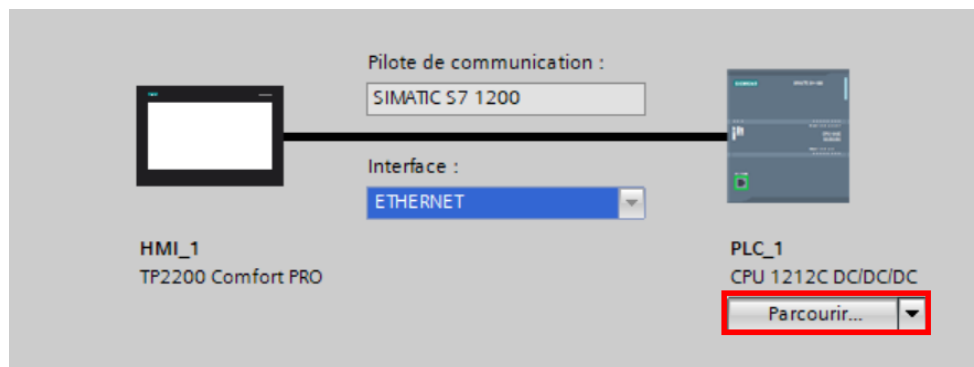 Pilote de communication :
SIMATIC S7 1200
Interface :
ETHERNET
HMI_1
TP2200 Comfort PRO
PLC_1
CPU 1212C DC/DC/DC
Parcourir...